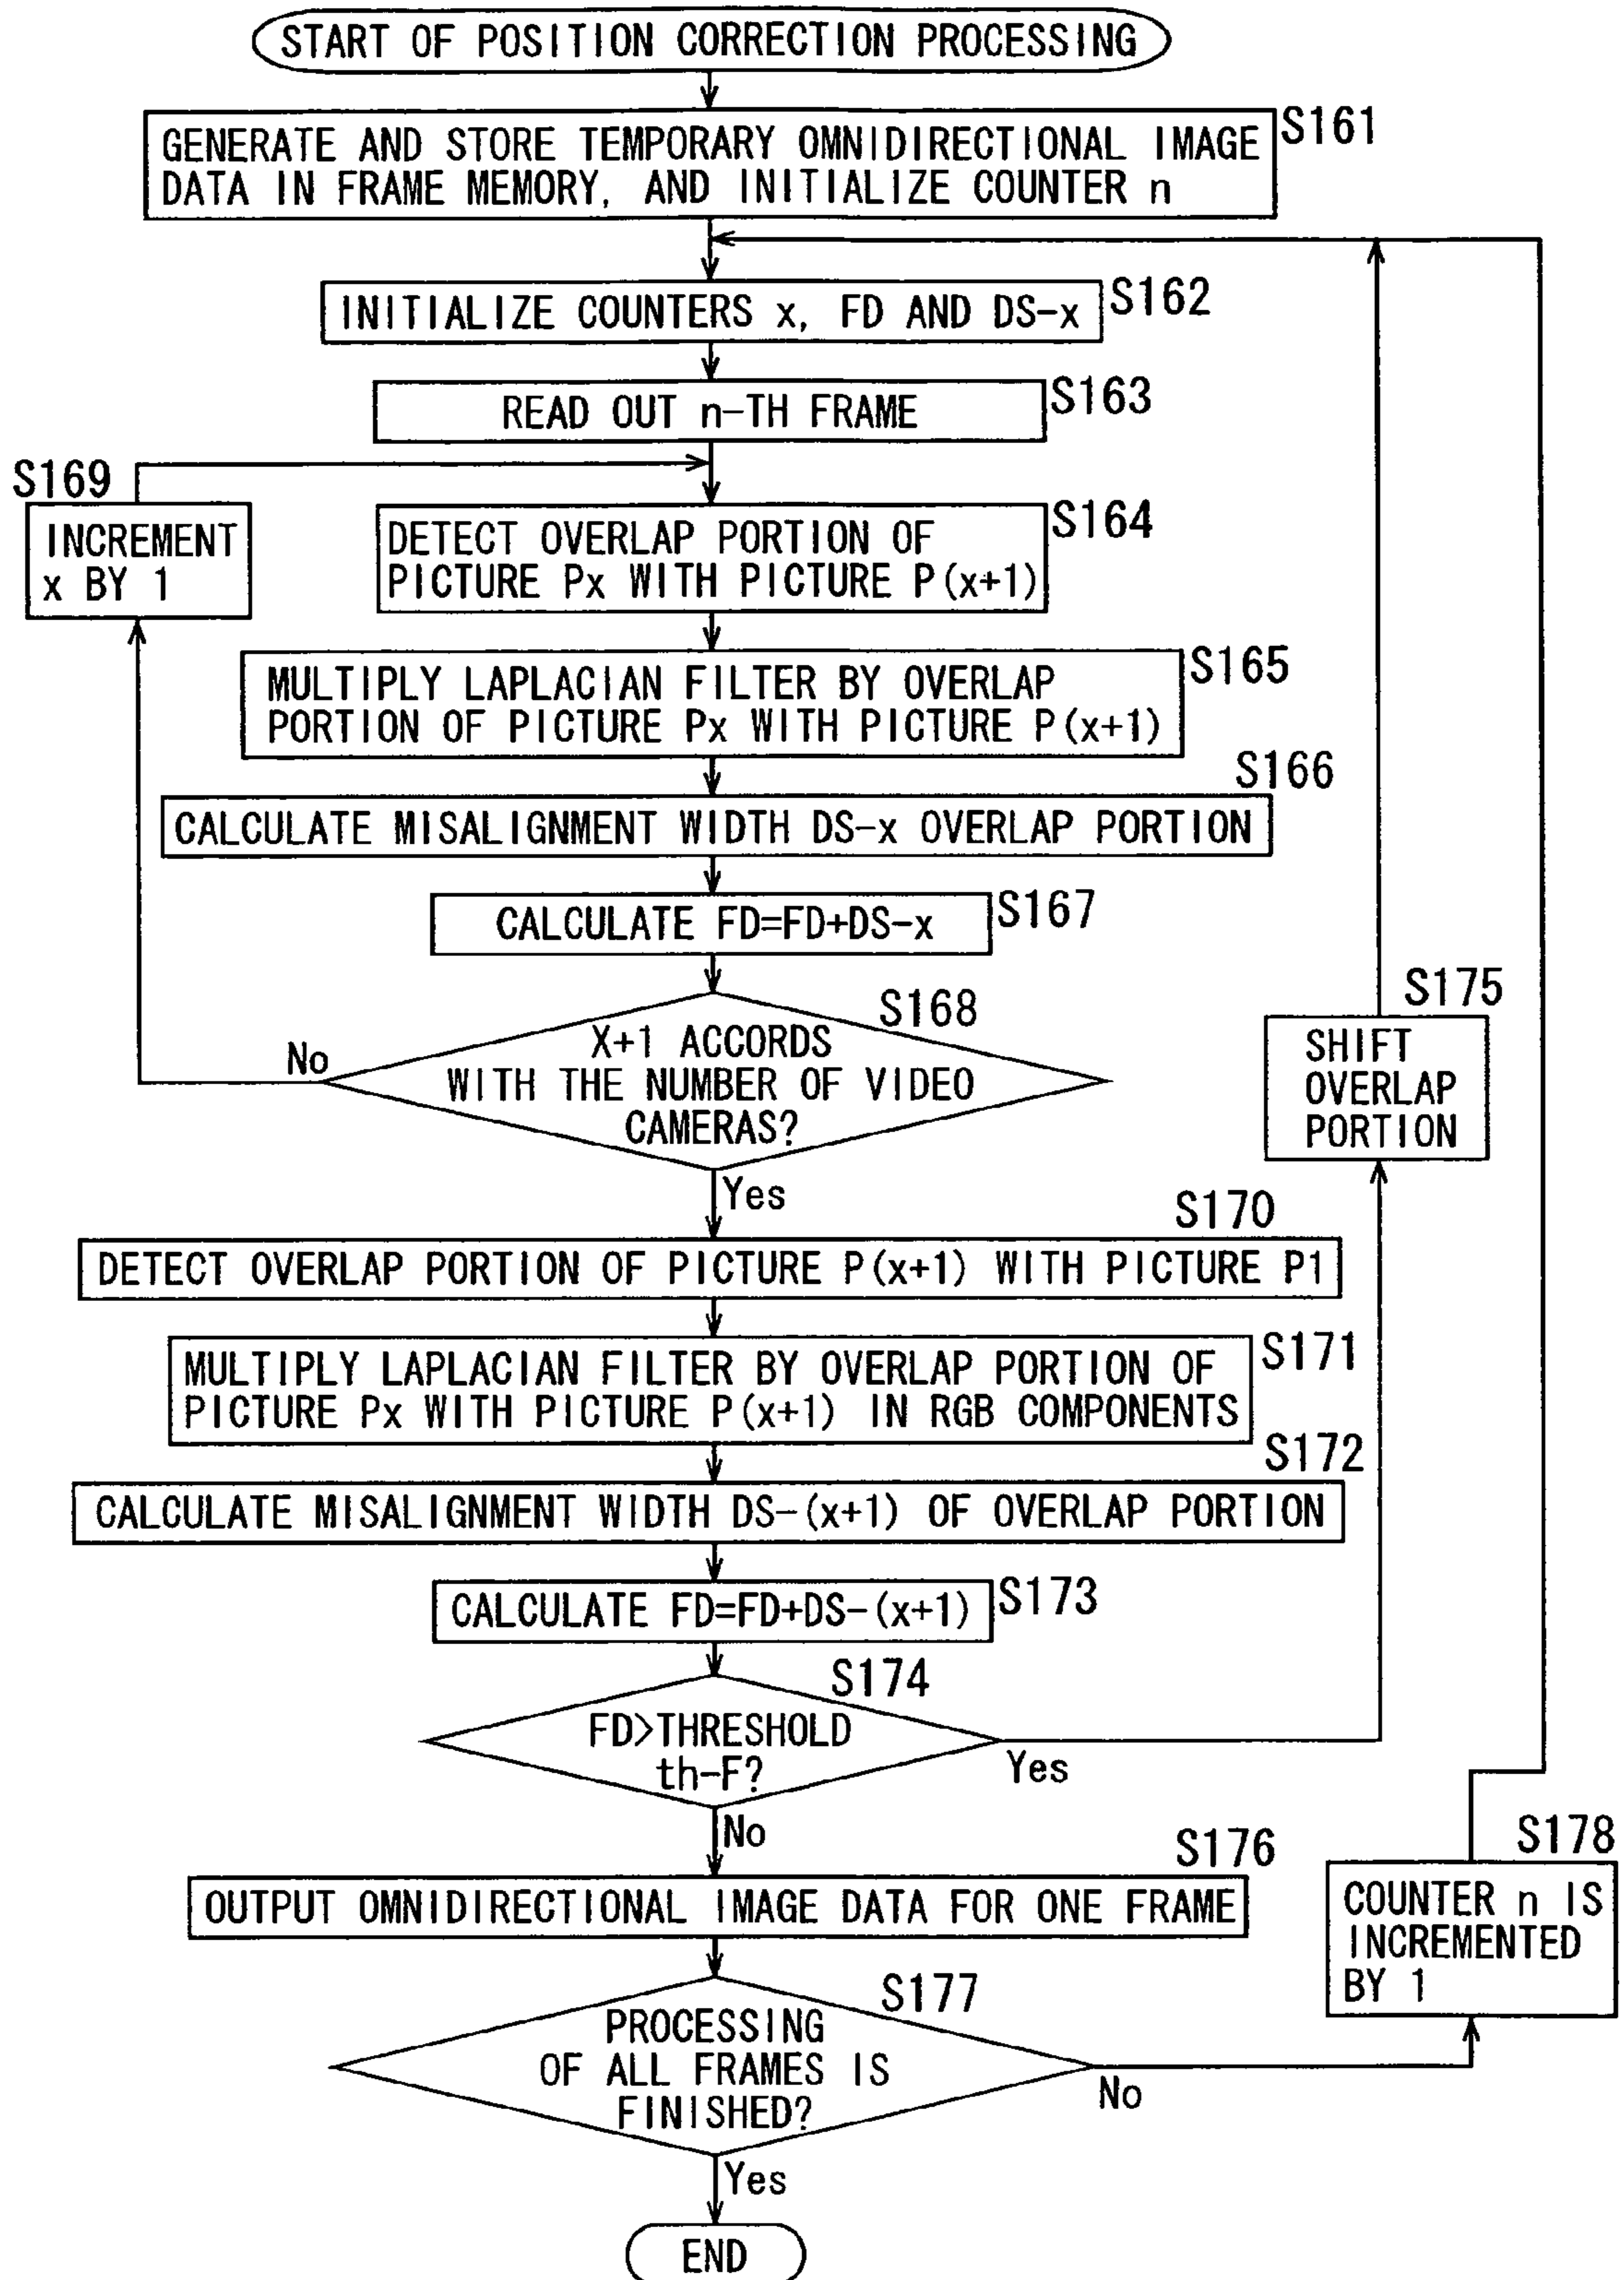 START OF POSITION CORRECTION PROCESSING
S161
GENERATE AND STORE TEMPORARY OMNIDIRECTIONAL IMAGE
DATA IN FRAME MEMORY, AND INITIALIZE COUNTER n
S162
INITIALIZE COUNTERS x, FD AND DS-x
S163
READ OUT n-TH FRAME
S169
INCREMENT
x BY 1
S164
DETECT OVERLAP PORTION OF
PICTURE Px WITH PICTURE P(x+1)
S165
MULTIPLY LAPLACIAN FILTER BY OVERLAP
PORTION OF PICTURE Px WITH PICTURE P(x+1)
S166
CALCULATE MISALIGNMENT WIDTH DS-x OVERLAP PORTION
S167
CALCULATE FD=FD+DS-x
S168
X+1 ACCORDS
WITH THE NUMBER OF VIDEO
CAMERAS?
No
Yes
S175
SHIFT
OVERLAP
PORTION
S170
DETECT OVERLAP PORTION OF PICTURE P(x+1) WITH PICTURE P1
S171
MULTIPLY LAPLACIAN FILTER BY OVERLAP PORTION OF
PICTURE Px WITH PICTURE P(x+1) IN RGB COMPONENTS
S172
CALCULATE MISALIGNMENT WIDTH DS-(x+1) OF OVERLAP PORTION
S173
CALCULATE FD=FD+DS-(x+1)
S174
FD>THRESHOLD
th-F?
Yes
No
S176
OUTPUT OMNIDIRECTIONAL IMAGE DATA FOR ONE FRAME
S178
COUNTER n IS
INCREMENTED
BY 1
S177
PROCESSING
OF ALL FRAMES IS
FINISHED?
No
Yes
END